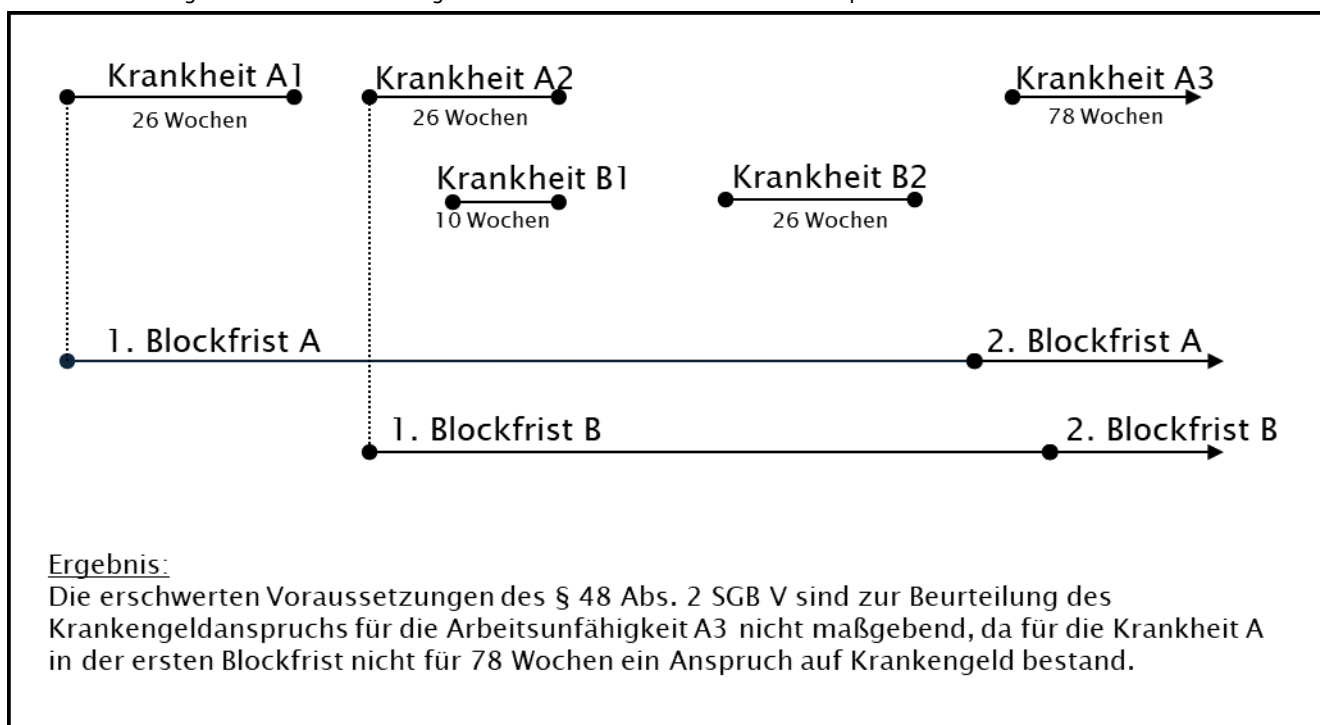 Krankheit A1
26 Wochen
Krankheit A2
26 Wochen
Krankheit A3
78 Wochen
Krankheit B1
10 Wochen
Krankheit B2
26 Wochen
1. Blockfrist A
2. Blockfrist A
1. Blockfrist B
2. Blockfrist B
Ergebnis:
Die erschwerten Voraussetzungen des § 48 Abs. 2 SGB V sind zur Beurteilung des
Krankengeldanspruchs für die Arbeitsunfähigkeit A3 nicht maßgebend, da für die Krankheit A
in der ersten Blockfrist nicht für 78 Wochen ein Anspruch auf Krankengeld bestand.